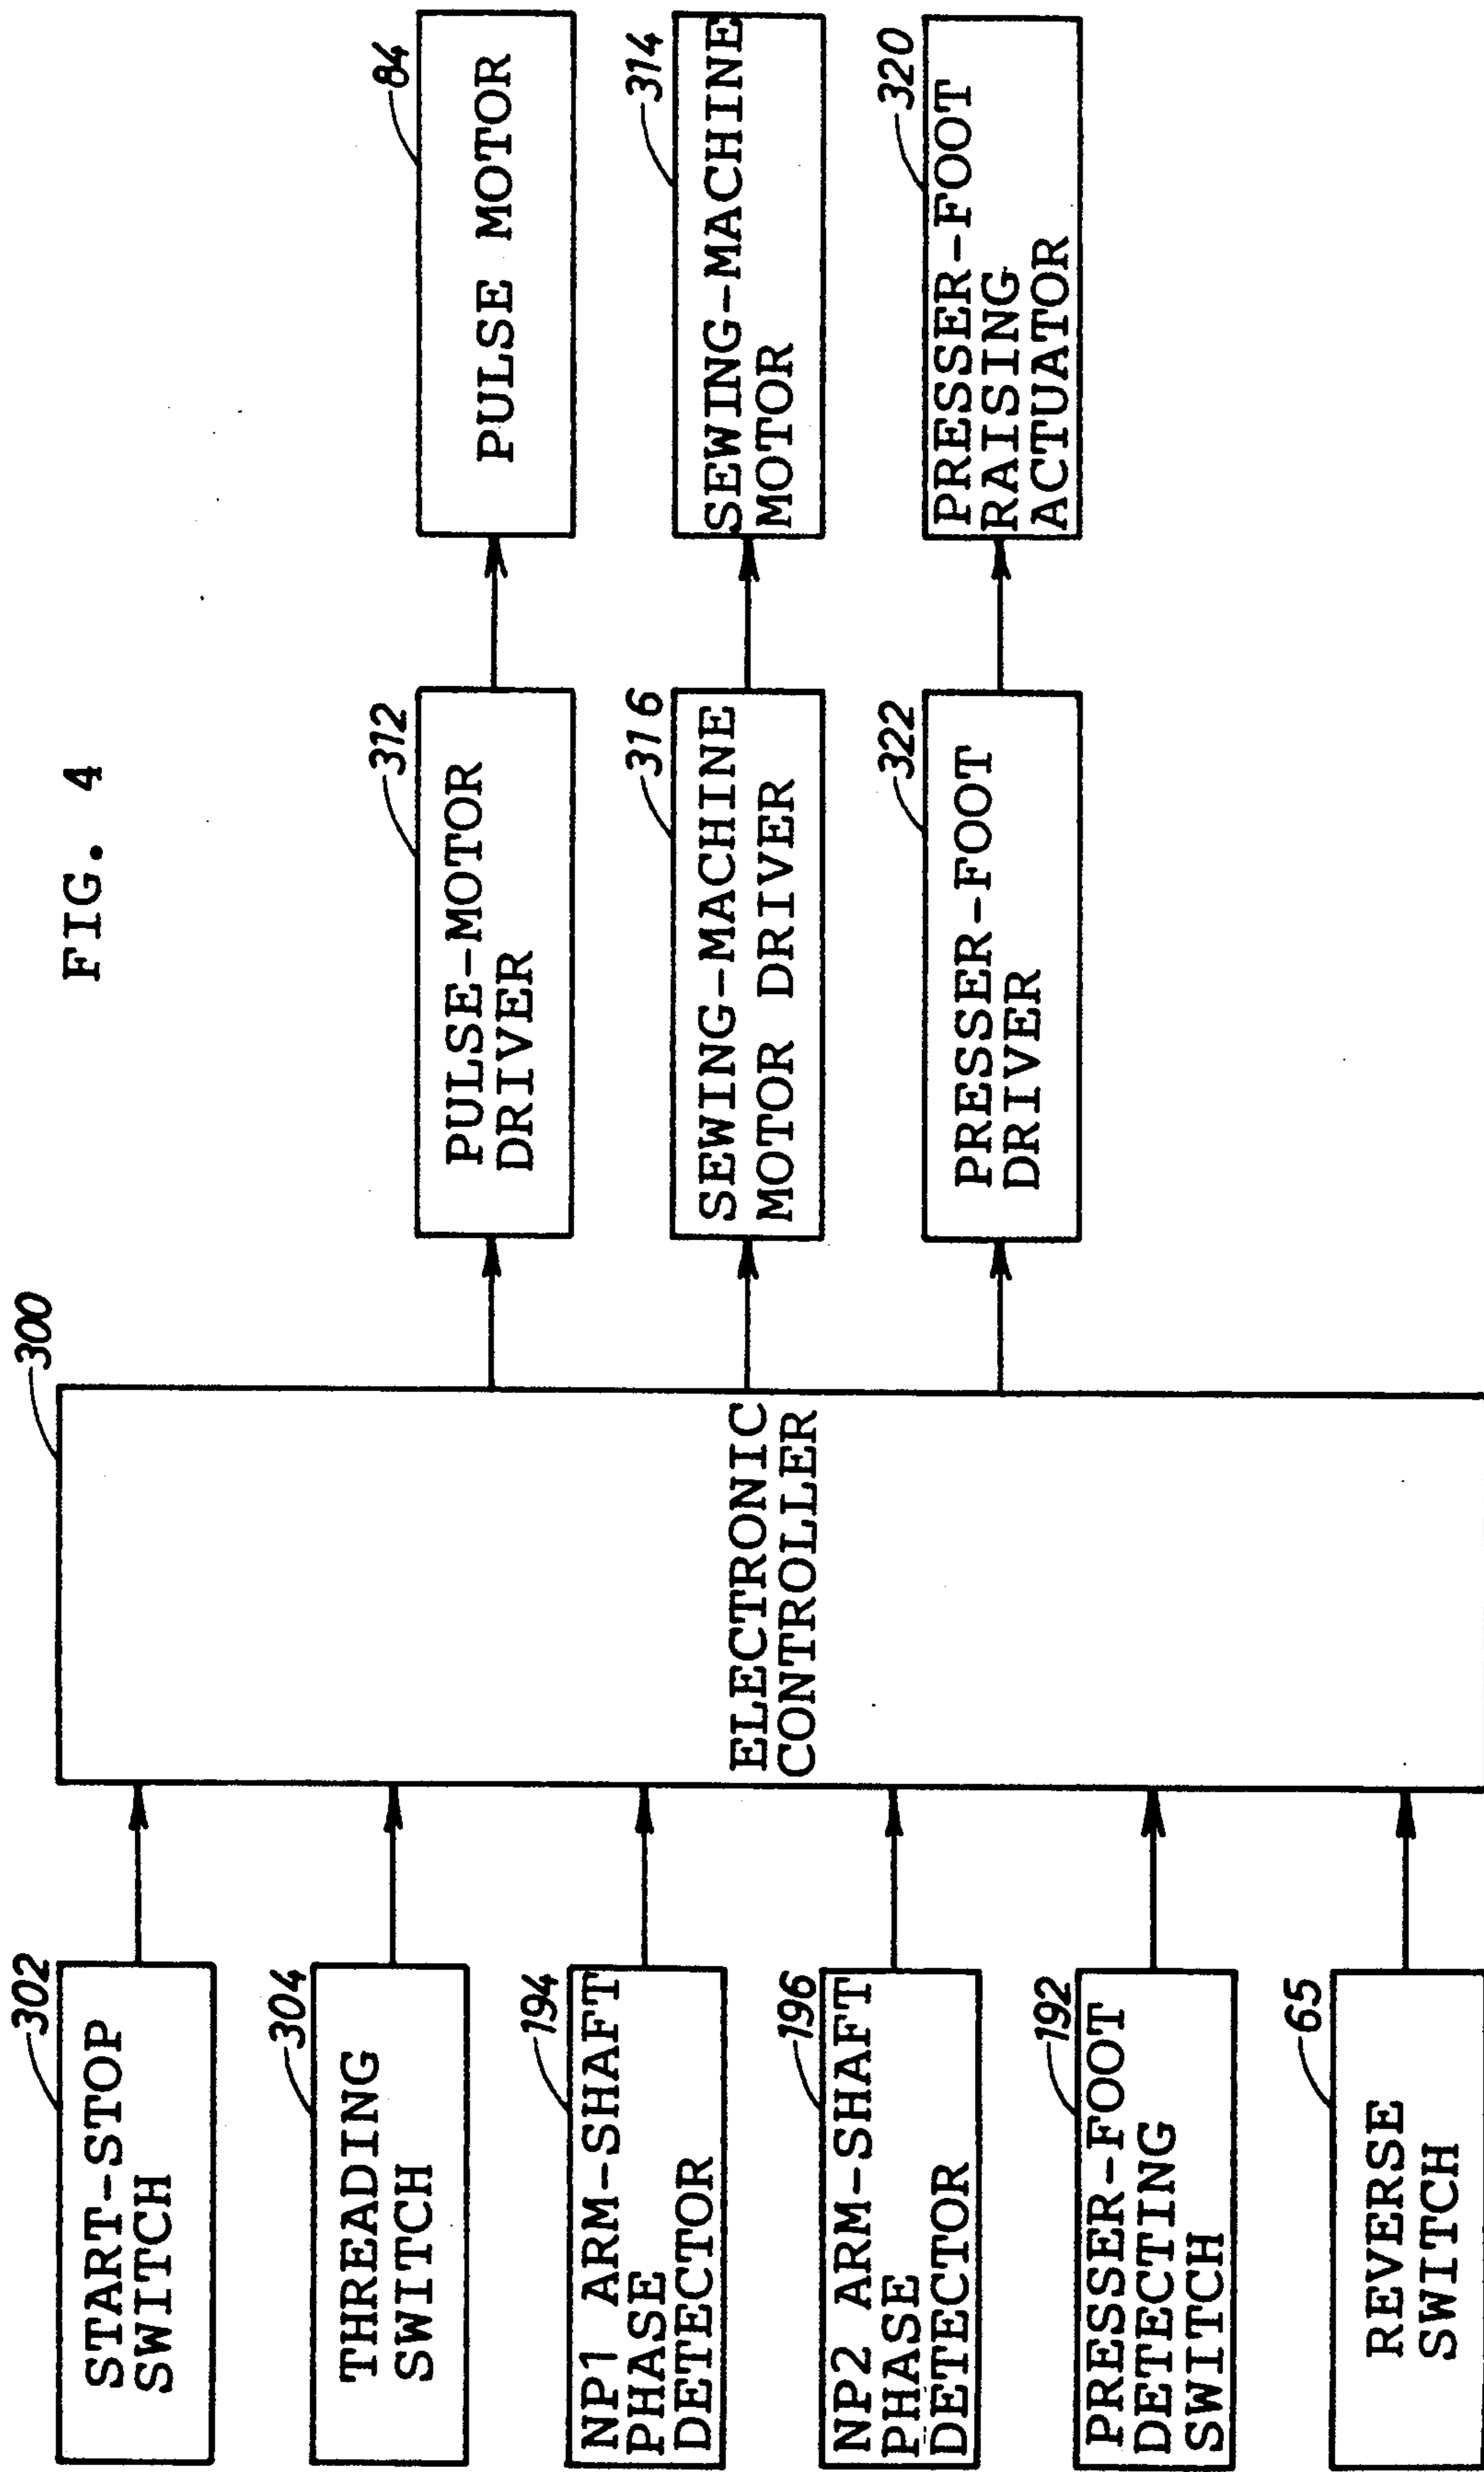 FIG. 4
302
START-STOP
SWITCH
304
THREADING
SWITCH
194
NP1 ARM-SHAFT
PHASE
DETECTOR
196
NP2 ARM-SHAFT
PHASE
DETECTOR
192
PRESSER-FOOT
DETECTING
SWITCH
65
REVERSE
SWITCH
300
ELECTRONIC
CONTROLLER
312
PULSE-MOTOR
DRIVER
316
SEWING-MACHINE
MOTOR DRIVER
322
PRESSER-FOOT
DRIVER
84
PULSE MOTOR
314
SEWING-MACHINE
MOTOR
320
PRESSER-FOOT
RAISING
ACTUATOR